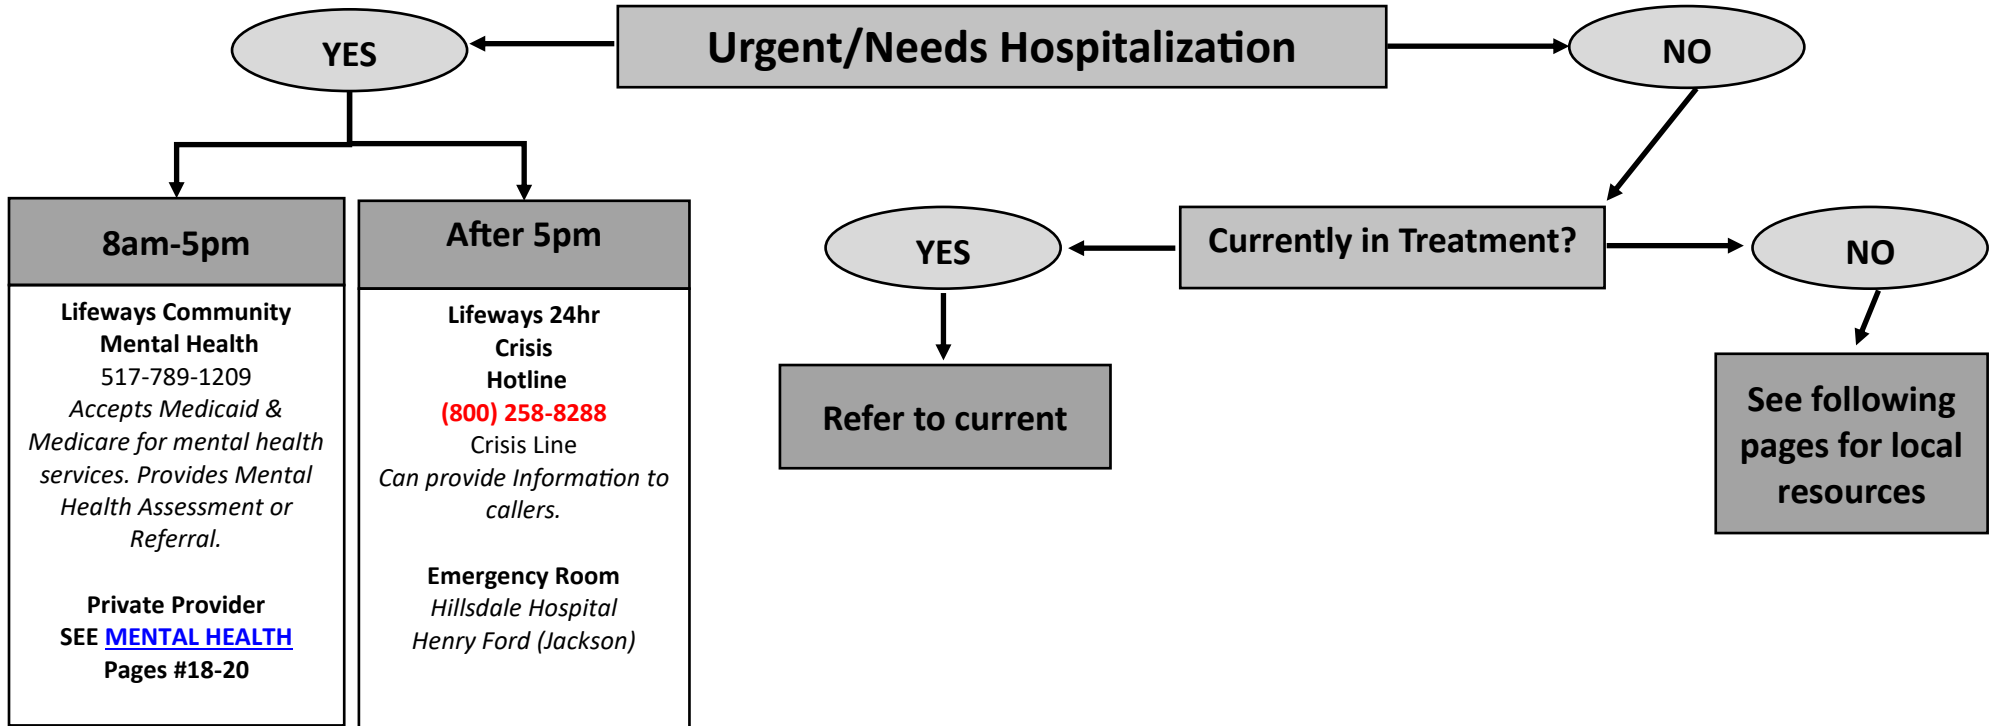 Urgent/Needs Hospitalization
YES
NO
8am-5pm
Lifeways Community
Mental Health
517-789-1209
Accepts Medicaid &
Medicare for mental health
services. Provides Mental
Health Assessment or
Referral.
Private Provider
SEE MENTAL HEALTH
Pages #18-20
After 5pm
Lifeways 24hr
Crisis
Hotline
(800) 258-8288
Crisis Line
Can provide Information to
callers.
Emergency Room
Hillsdale Hospital
Henry Ford (Jackson)
Currently in Treatment?
YES
NO
Refer to current
See following
pages for local
resources